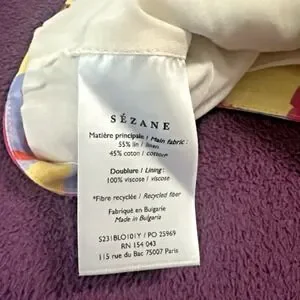 SÉZANE
Matière principale / Main fabric :
55% lin / linen
45% coton / cotton
Doublure / Lining :
100% viscose / viscose
*Fibre recyclée / Recycled fiber
Fabriqué en Bulgarie
Made in Bulgaria
S231BLO101Y / PO 25969
RN 154 043
115 rue du Bac 75007 Paris